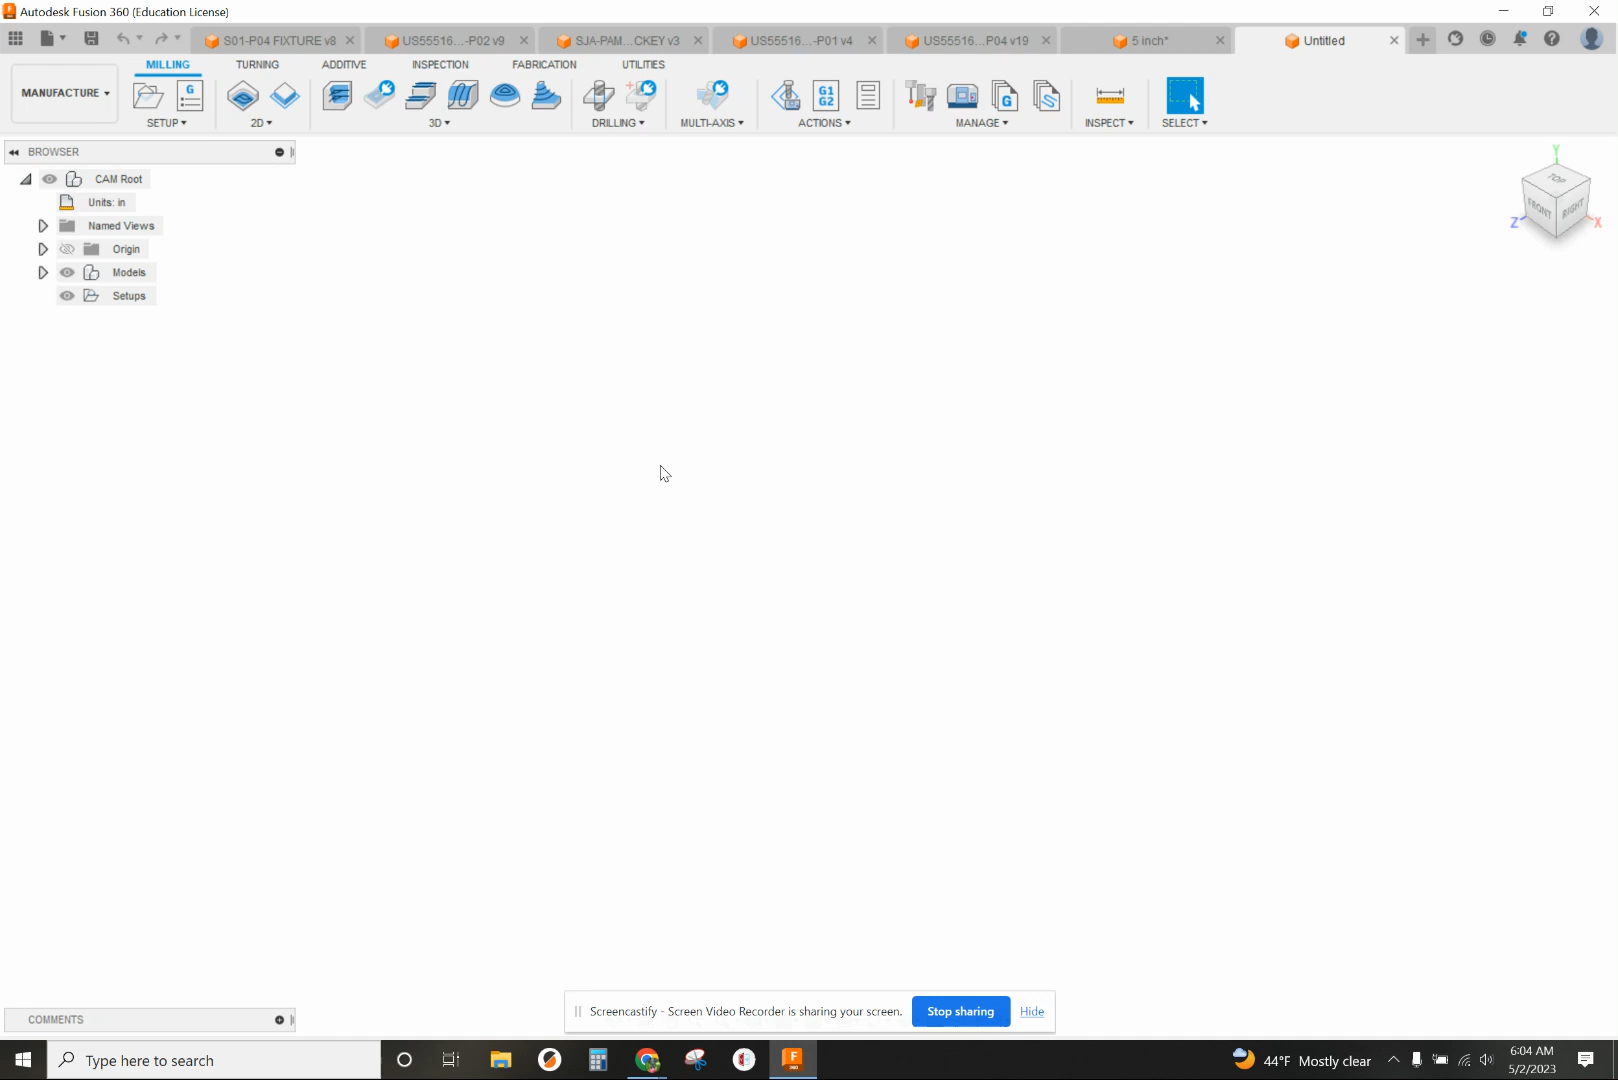 Autodesk Fusion 360 (Education License)
S01-P04 FIXTURE v8
US55516...-P02 v9
SJA-PAM...CKEY v3
US55516...-P01 v4
US55516...P04 v19
5 inch*
Untitled
MILLING TURNING ADDITIVE INSPECTION FABRICATION UTILITIES
MANUFACTURE
G
G1
G2
G
SETUP 2D 3D DRILLING MULTI-AXIS ACTIONS MANAGE INSPECT SELECT
BROWSER
CAM Root
Units: in
Named Views
Origin
Models
Setups
Y
TOP
FRONT
RIGHT
Z
X
COMMENTS
Screencastify - Screen Video Recorder is sharing your screen.
Stop sharing
Hide
Type here to search
F
360
44°F Mostly clear
6:04 AM
5/2/2023